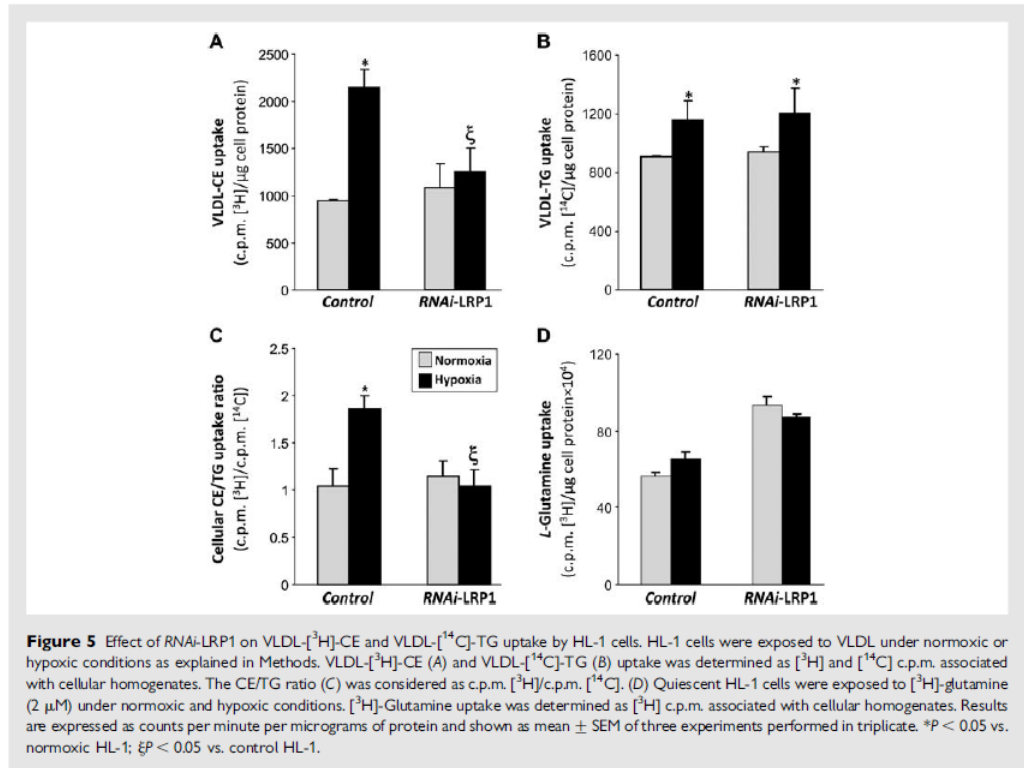 A
VLDL-CE uptake
(c.p.m. [³H]/µg cell protein)
2500
2000
1500
1000
500
0
*
ξ
Control
RNAi-LRP1
B
VLDL-TG uptake
(c.p.m. [¹⁴C]/µg cell protein)
1600
1200
800
400
0
*
*
Control
RNAi-LRP1
C
Cellular CE/TG uptake ratio
(c.p.m. [³H]/c.p.m. [¹⁴C])
2.5
2
1.5
1
0.5
0
Normoxia
Hypoxia
*
ξ
Control
RNAi-LRP1
D
L-Glutamine uptake
(c.p.m. [³H]/µg cell protein×10⁴)
120
80
40
0
Control
RNAi-LRP1
Figure 5 Effect of RNAi-LRP1 on VLDL-[³H]-CE and VLDL-[¹⁴C]-TG uptake by HL-1 cells. HL-1 cells were exposed to VLDL under normoxic or
hypoxic conditions as explained in Methods. VLDL-[³H]-CE (A) and VLDL-[¹⁴C]-TG (B) uptake was determined as [³H] and [¹⁴C] c.p.m. associated
with cellular homogenates. The CE/TG ratio (C) was considered as c.p.m. [³H]/c.p.m. [¹⁴C]. (D) Quiescent HL-1 cells were exposed to [³H]-glutamine
(2 µM) under normoxic and hypoxic conditions. [³H]-Glutamine uptake was determined as [³H] c.p.m. associated with cellular homogenates. Results
are expressed as counts per minute per micrograms of protein and shown as mean ± SEM of three experiments performed in triplicate. *P < 0.05 vs.
normoxic HL-1; ξP < 0.05 vs. control HL-1.